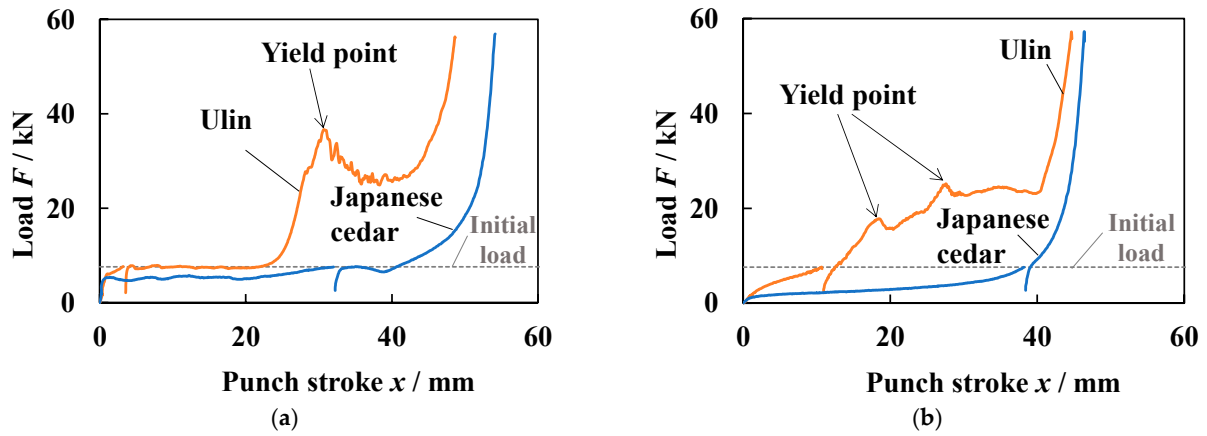 60
40
20
0
Load F / kN
Yield point
Ulin
Japanese
cedar
Initial
load
0
20
40
60
Punch stroke x / mm
(a)
60
40
20
0
Load F / kN
Ulin
Yield point
Japanese
cedar
Initial
load
0
20
40
60
Punch stroke x / mm
(b)